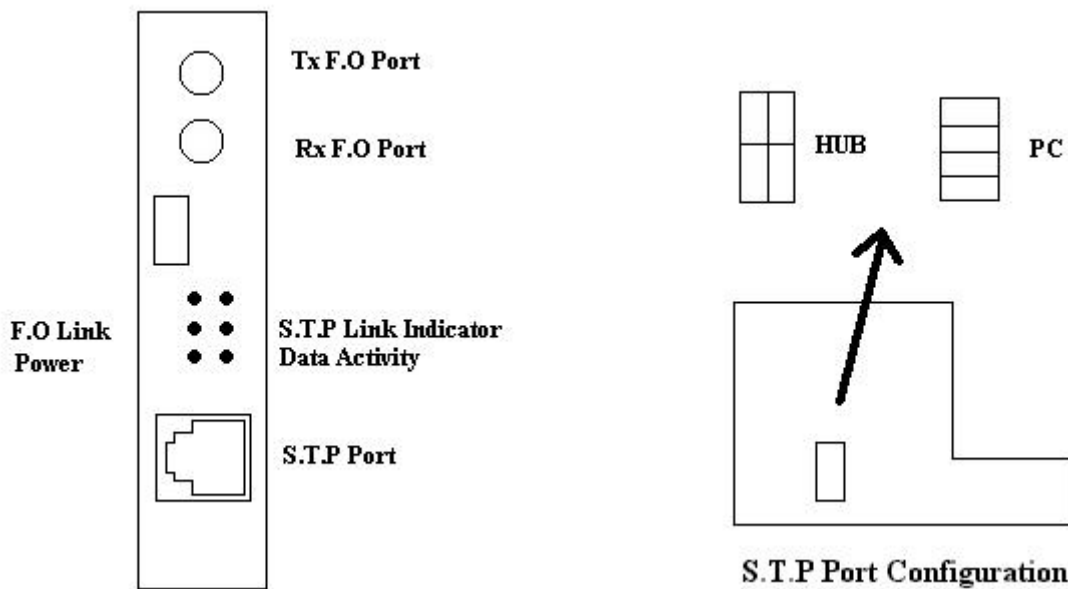 Tx F.O Port
Rx F.O Port
F.O Link
Power
S.T.P Link Indicator
Data Activity
S.T.P Port
HUB
PC
S.T.P Port Configuration